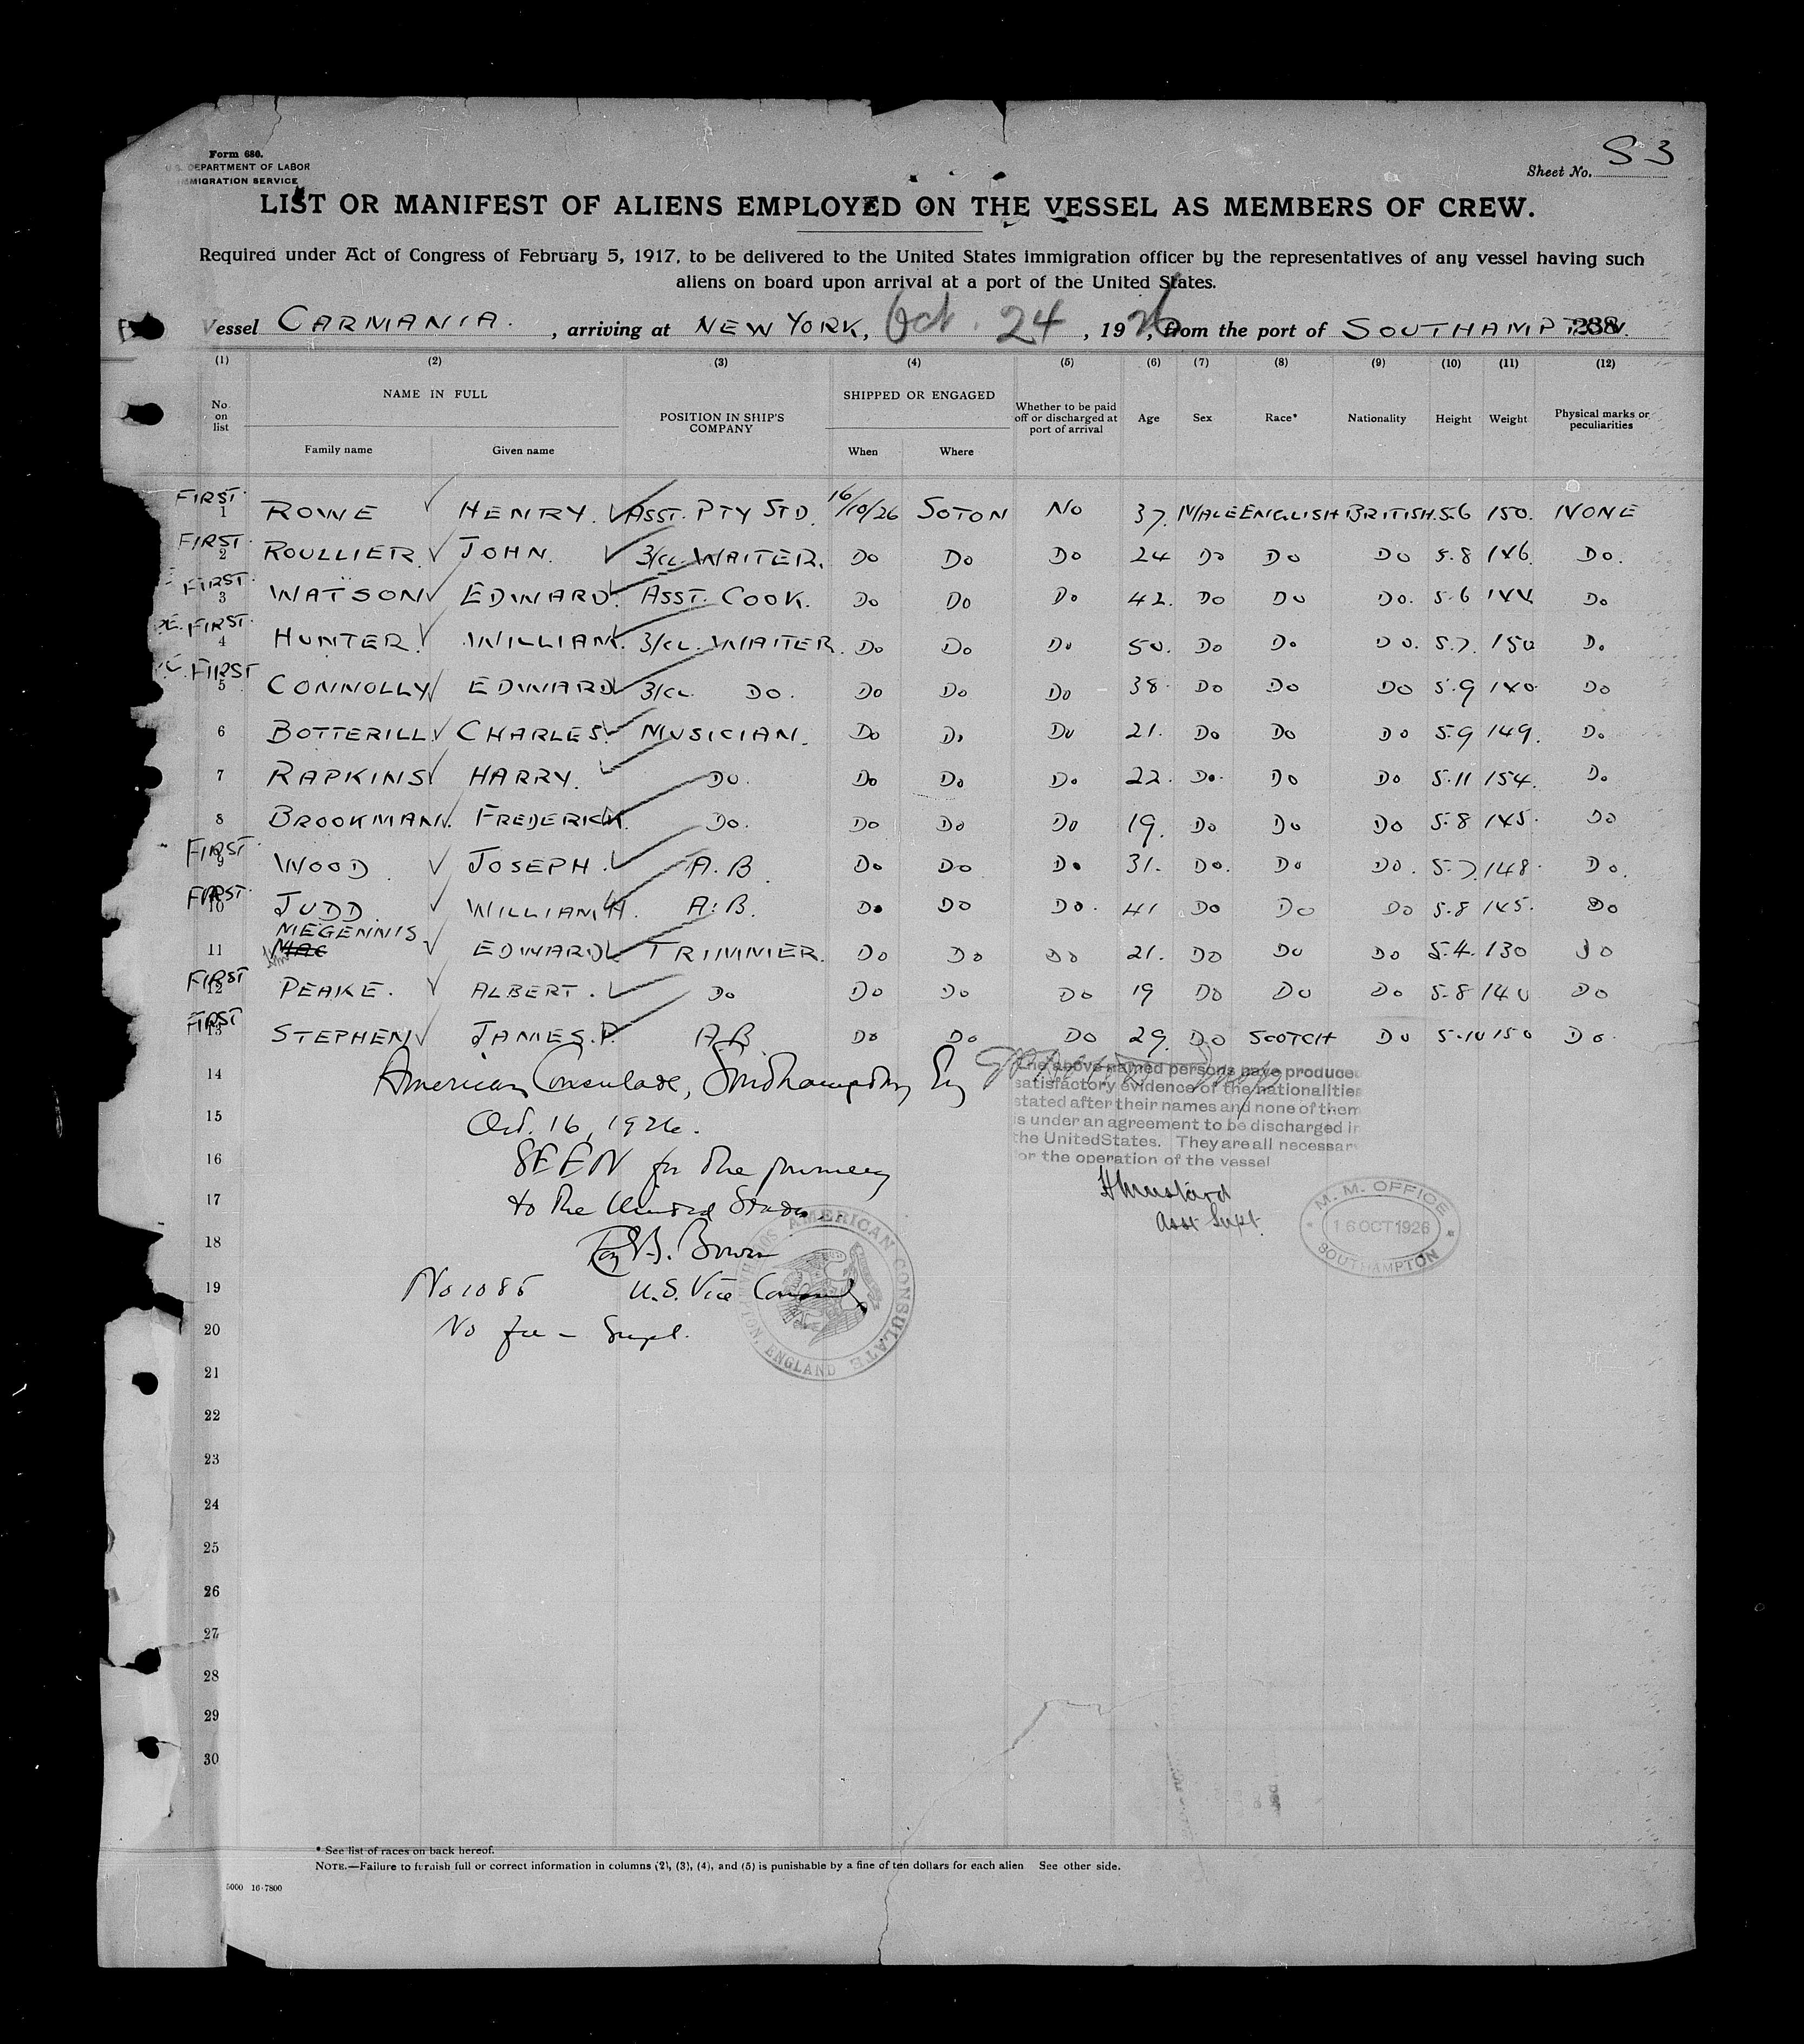 Form 680.
U.S. DEPARTMENT OF LABOR
IMMIGRATION SERVICE
Sheet No. S 3
LIST OR MANIFEST OF ALIENS EMPLOYED ON THE VESSEL AS MEMBERS OF CREW.
Required under Act of Congress of February 5, 1917, to be delivered to the United States immigration officer by the representatives of any vessel having such
aliens on board upon arrival at a port of the United States.
Vessel CARMANIA. , arriving at NEW YORK, Oct. 24 , 1926, from the port of SOUTHAMPTON. 238
(1) (2) (3) (4) (5) (6) (7) (8) (9) (10) (11) (12)
No. on list NAME IN FULL Family name Given name POSITION IN SHIP'S COMPANY SHIPPED OR ENGAGED When Where Whether to be paid off or discharged at port of arrival Age Sex Race* Nationality Height Weight Physical marks or peculiarities
FIRST 1 ROWE HENRY. ASST. PTY STD. 16/10/26 SOTON NO 37. MALE ENGLISH BRITISH. 5.6 150. NONE
FIRST 2 ROULLIER JOHN. 3/CL. WAITER. DO DO DO 24 DO DO DO 5.8 146. DO.
FIRST 3 WATSON EDWARD. ASST. COOK. DO DO DO 42. DO DO DO. 5.6 144 DO
FIRST 4 HUNTER. WILLIAM. 3/CL. WAITER. DO DO DO 50. DO DO DO. 5.7. 150 DO
FIRST 5 CONNOLLY EDWARD 3/CL. DO. DO DO DO 38. DO DO DO 5.9 140. DO
6 BOTTERILL. CHARLES. MUSICIAN. DO DO DO 21. DO DO DO 5.9 149. DO
7 RAPKINS HARRY. DO. DO DO DO 22. DO. DO DO 5.11 154. DO
8 BROOKMAN. FREDERICK. DO. DO DO DO 19. DO DO DO 5.8 145. DO
FIRST 9 WOOD JOSEPH. A.B. DO DO DO 31. DO. DO DO. 5.7. 148. DO.
FIRST 10 JUDD WILLIAM H. A.B. DO DO DO. 41 DO DO DO 5.8 145. DO
11 MEGENNIS EDWARD TRIMMER. DO DO DO 21. DO DO DO 5.4. 130 DO
FIRST 12 PEAKE. ALBERT. DO DO DO DO 19 DO DO DO 5.8 140 DO
FIRST 13 STEPHEN JAMES.P. A.B. DO DO DO 29. DO SCOTCH DO 5.10 150 DO.
14 American Consulate, Southampton, Eng
The above named persons have produced
satisfactory evidence of the nationalities
stated after their names and none of them
is under an agreement to be discharged in
the United States. They are all necessary
for the operation of the vessel
15 Oct. 16, 1926.
16 SEEN for the journey
17 to the United States.
Asst Supt.
M. M. OFFICE
16 OCT 1926
SOUTHAMPTON
18 Bower
19 No 1085 U.S. Vice Consul
AMERICAN CONSULATE SOUTHAMPTON, ENGLAND
20 No fee – Suppl.
21
22
23
24
25
26
27
28
29
30
* See list of races on back hereof.
NOTE.—Failure to furnish full or correct information in columns (2), (3), (4), and (5) is punishable by a fine of ten dollars for each alien See other side.
5000 16-7800